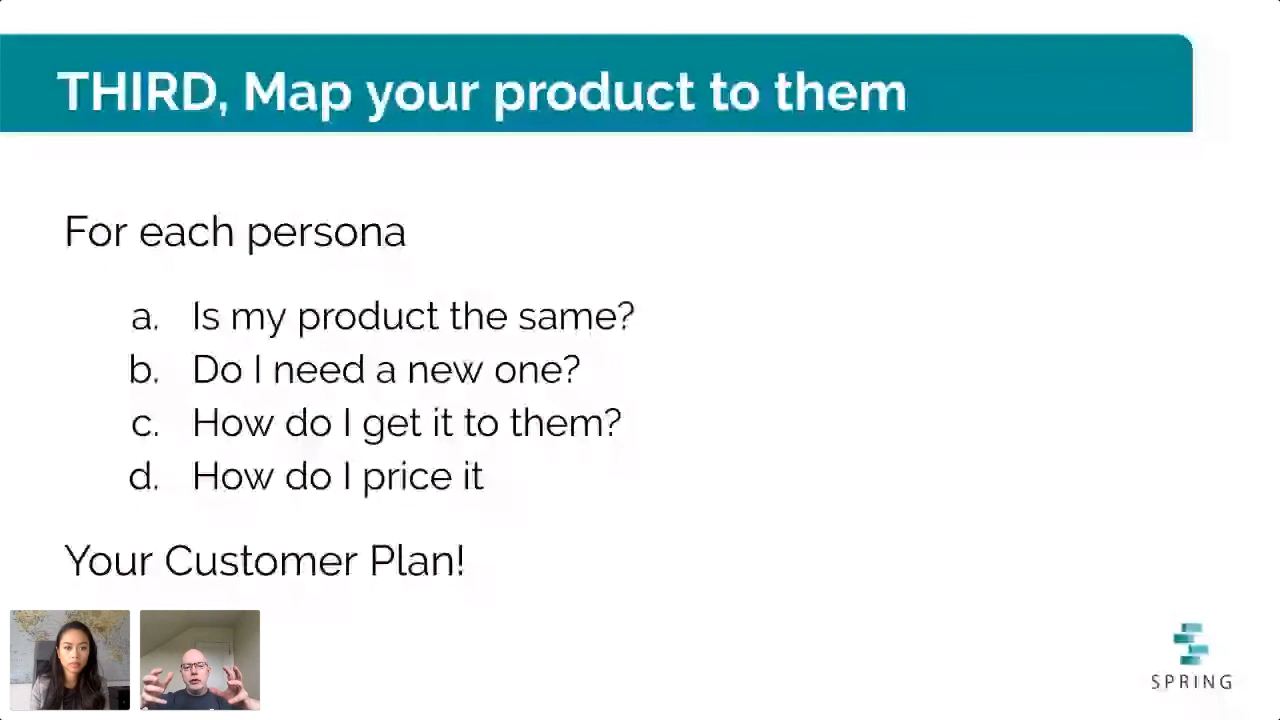 THIRD, Map your product to them
For each persona
a. Is my product the same?
b. Do I need a new one?
c. How do I get it to them?
d. How do I price it
Your Customer Plan!
SPRING